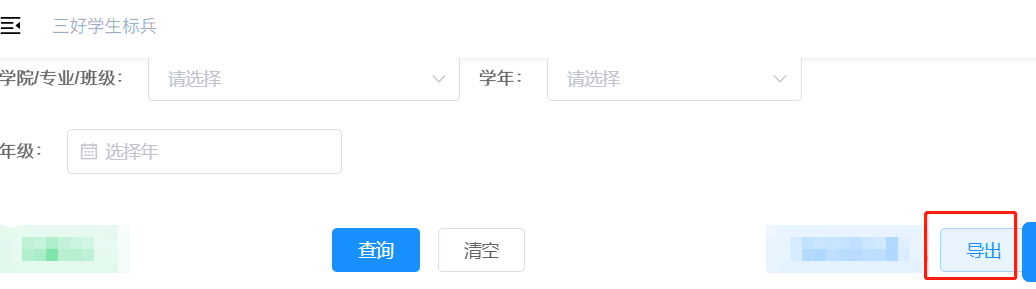 三好学生标兵
学院/专业/班级： 请选择 学年： 请选择
年级： 选择年
查询 清空 导出